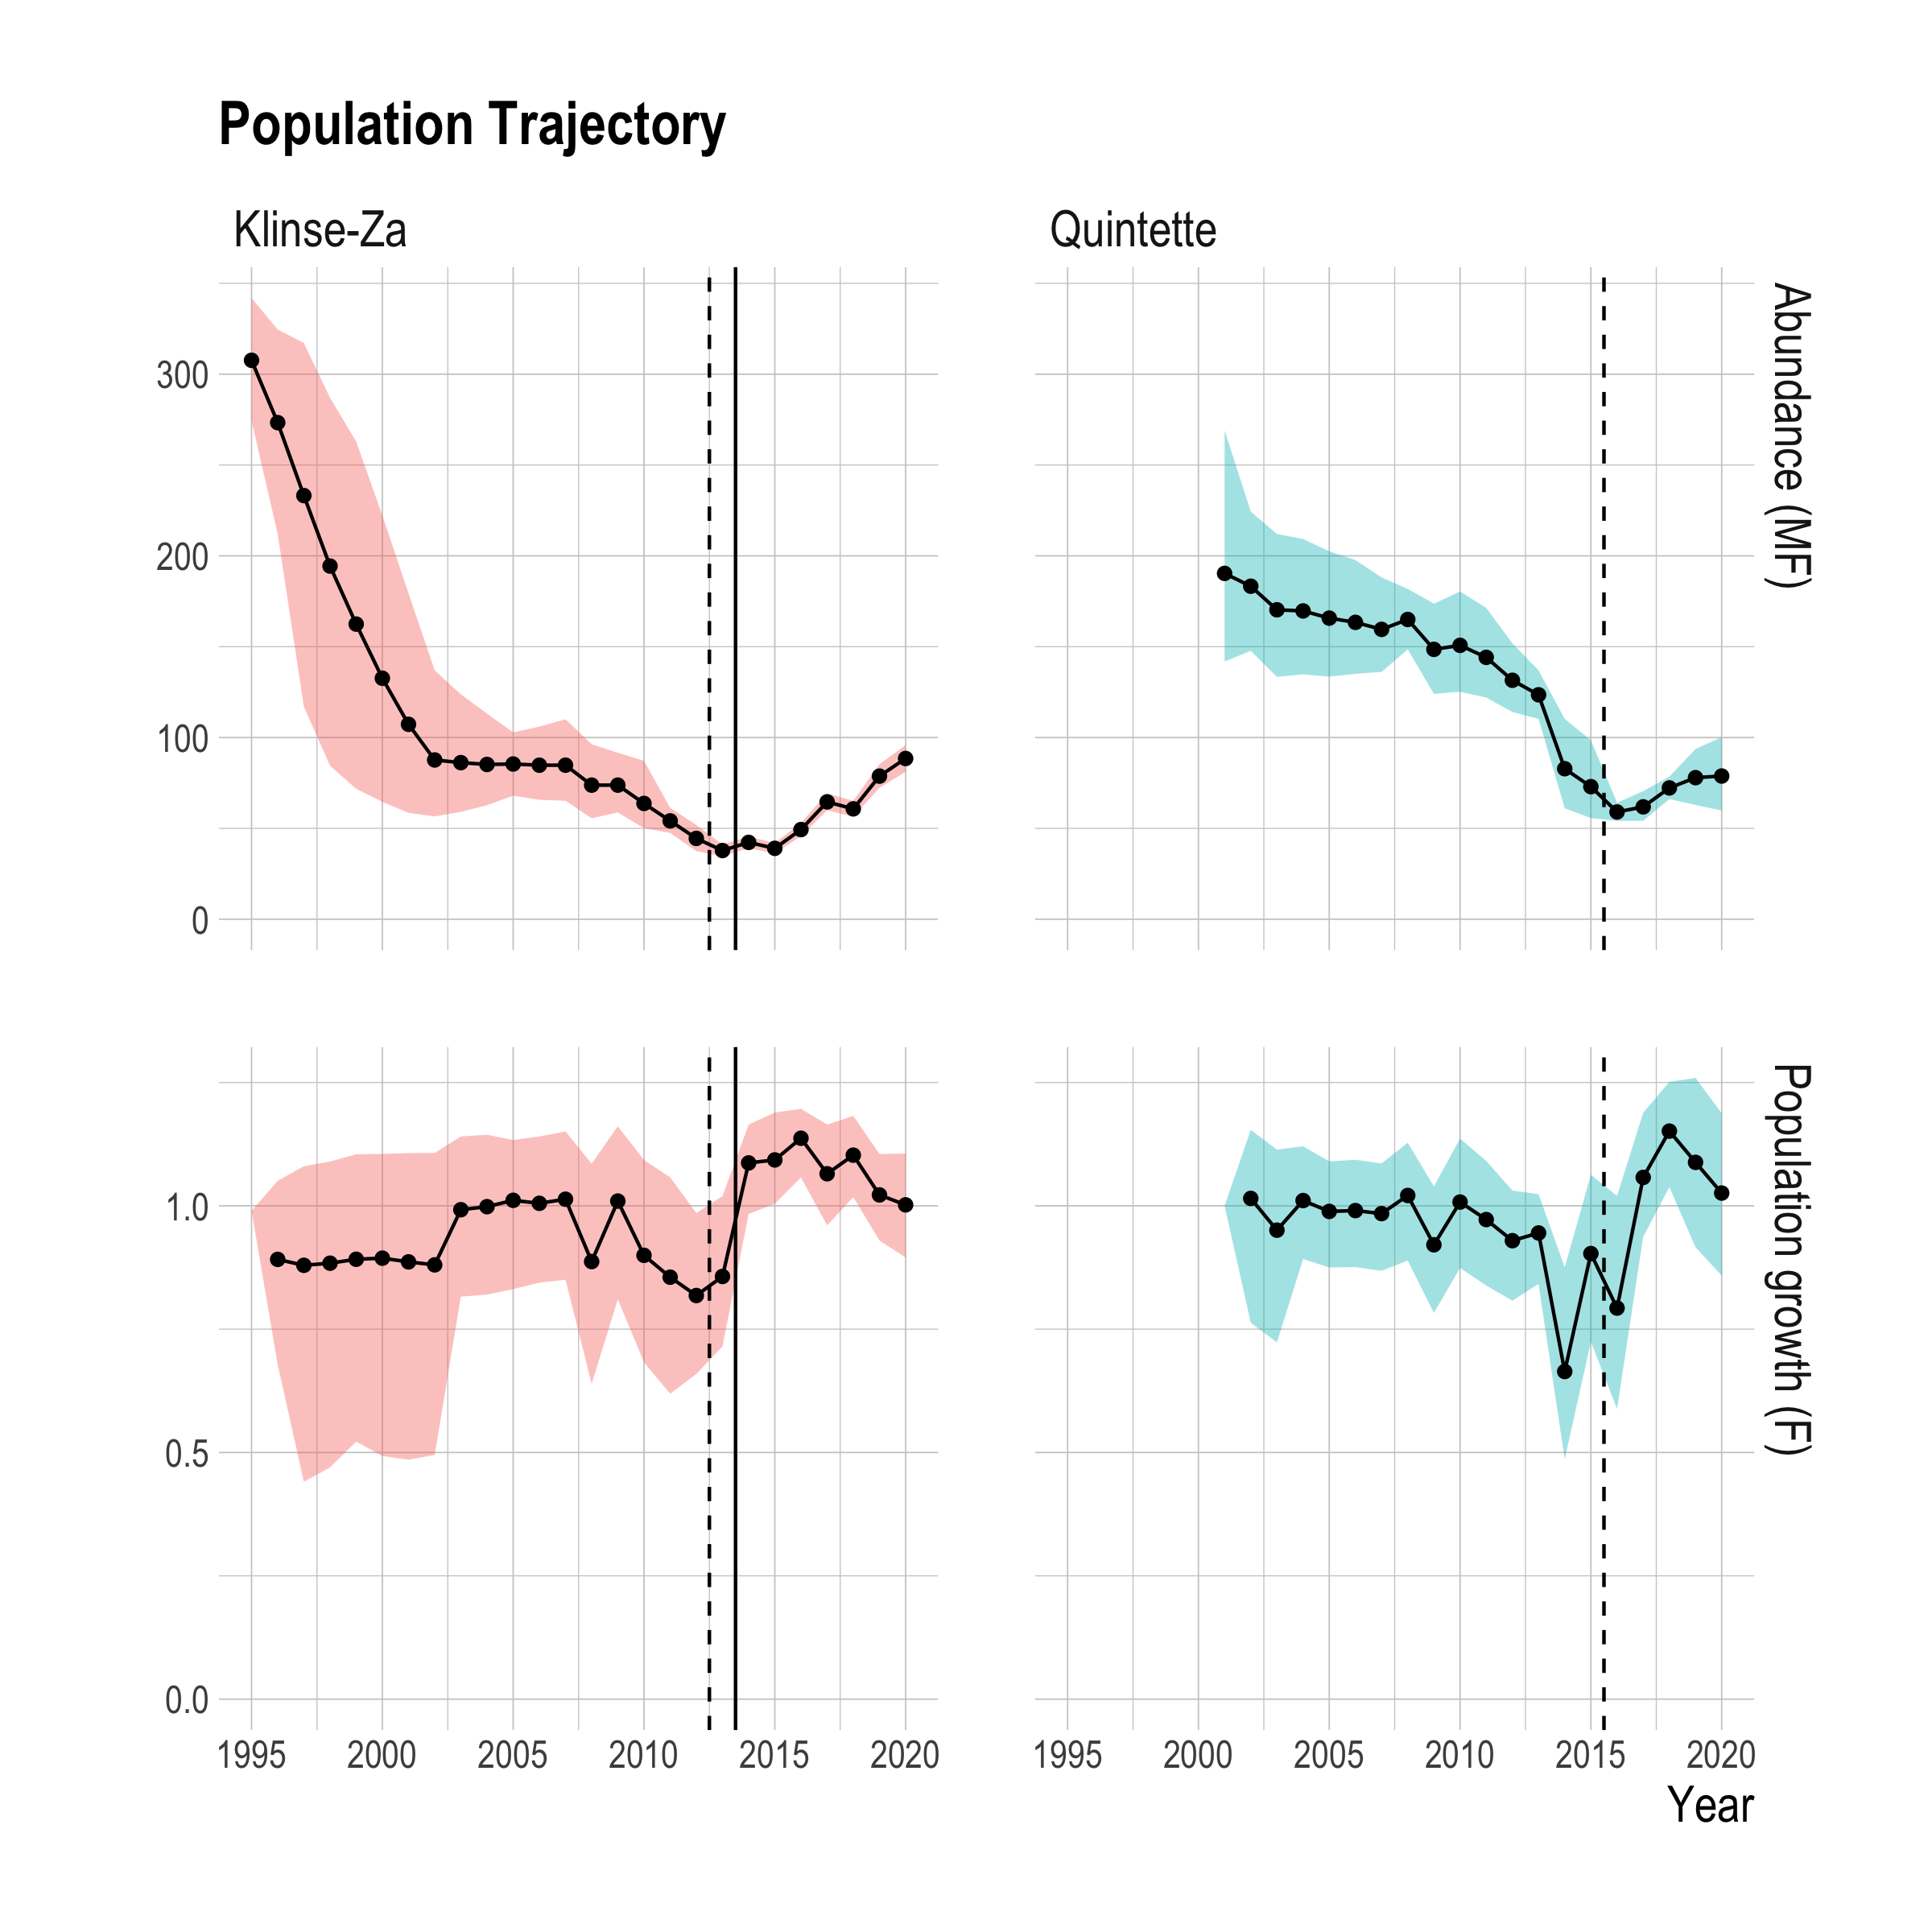 Population Trajectory
Klinse-Za
Quintette
300
200
100
0
Abundance (MF)
1.0
0.5
0.0
Population growth (F)
1995 2000 2005 2010 2015 2020
1995 2000 2005 2010 2015 2020
Year